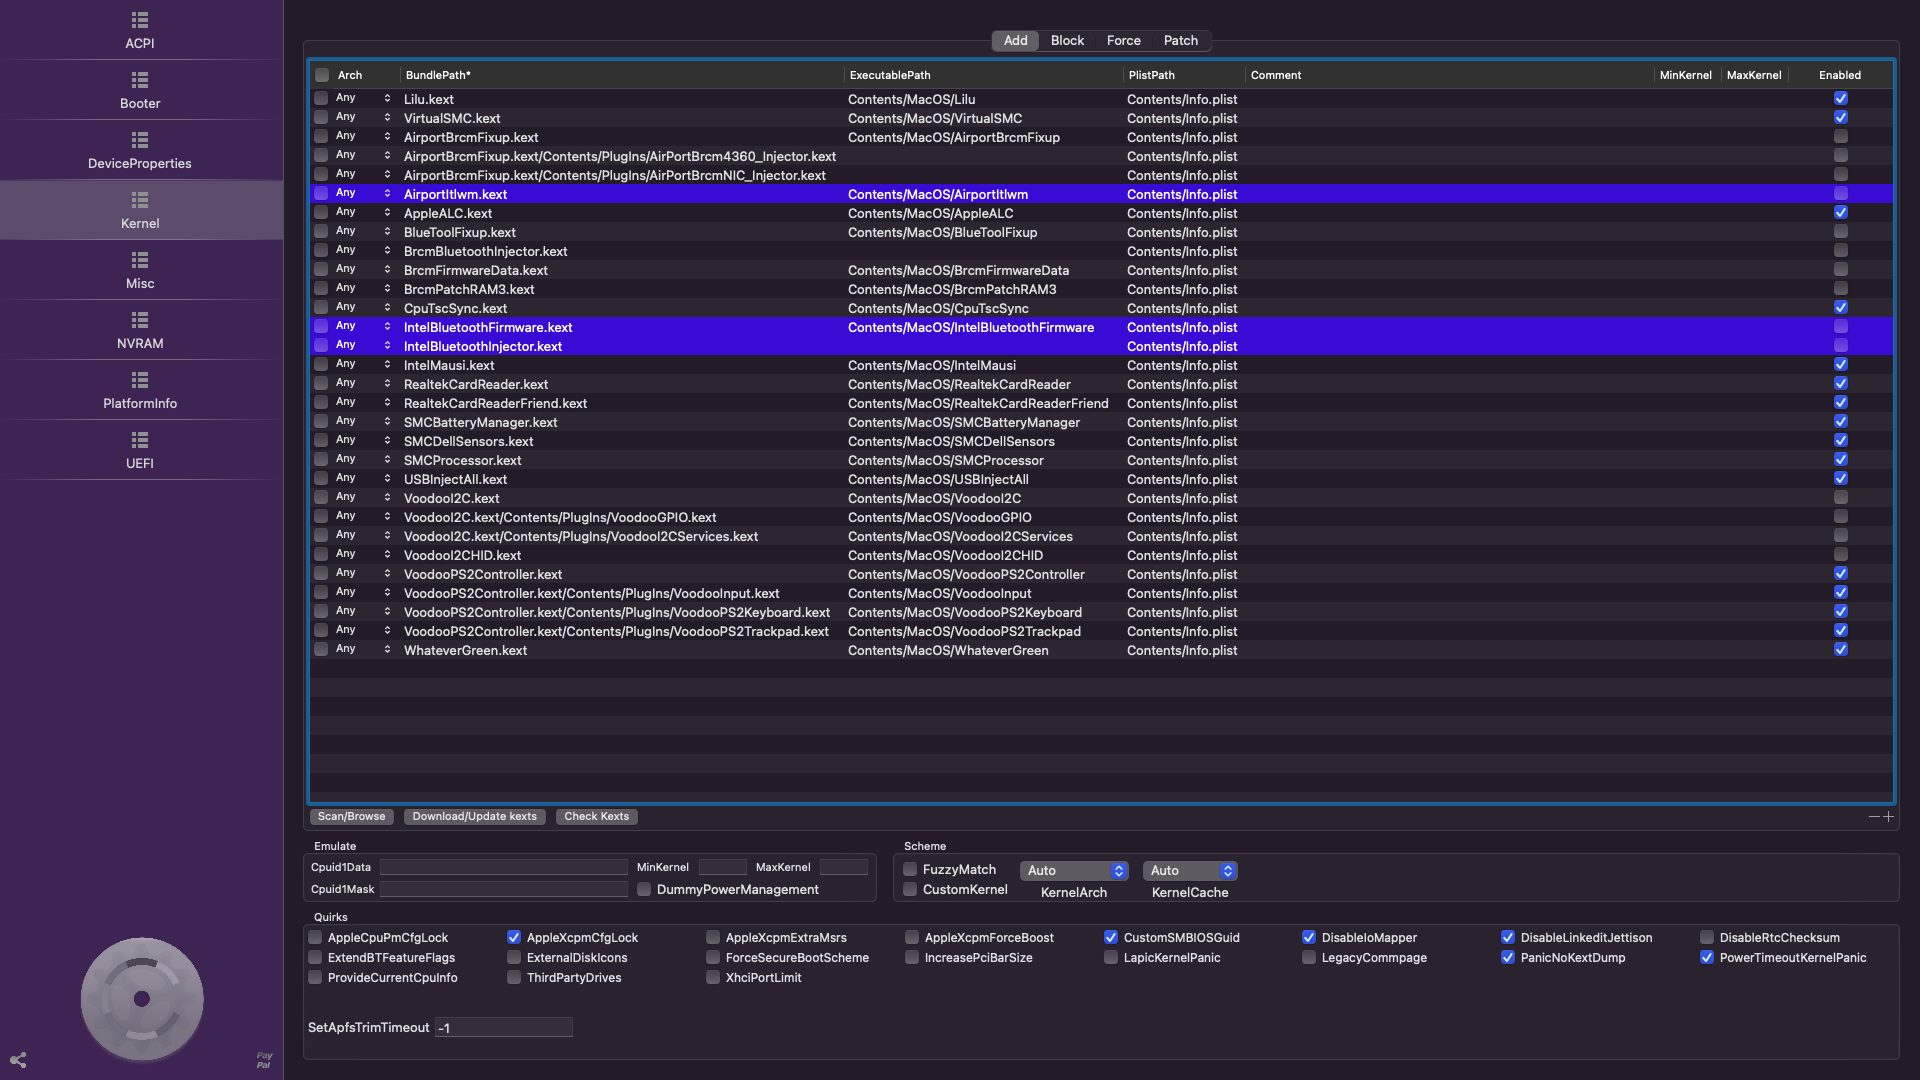 ACPI
Booter
DeviceProperties
Kernel
Misc
NVRAM
PlatformInfo
UEFI
Pay
Pal
Add Block Force Patch
Arch BundlePath* ExecutablePath PlistPath Comment MinKernel MaxKernel Enabled
Any Lilu.kext Contents/MacOS/Lilu Contents/Info.plist
Any VirtualSMC.kext Contents/MacOS/VirtualSMC Contents/Info.plist
Any AirportBrcmFixup.kext Contents/MacOS/AirportBrcmFixup Contents/Info.plist
Any AirportBrcmFixup.kext/Contents/PlugIns/AirPortBrcm4360_Injector.kext Contents/Info.plist
Any AirportBrcmFixup.kext/Contents/PlugIns/AirPortBrcmNIC_Injector.kext Contents/Info.plist
Any AirportItlwm.kext Contents/MacOS/AirportItlwm Contents/Info.plist
Any AppleALC.kext Contents/MacOS/AppleALC Contents/Info.plist
Any BlueToolFixup.kext Contents/MacOS/BlueToolFixup Contents/Info.plist
Any BrcmBluetoothInjector.kext Contents/Info.plist
Any BrcmFirmwareData.kext Contents/MacOS/BrcmFirmwareData Contents/Info.plist
Any BrcmPatchRAM3.kext Contents/MacOS/BrcmPatchRAM3 Contents/Info.plist
Any CpuTscSync.kext Contents/MacOS/CpuTscSync Contents/Info.plist
Any IntelBluetoothFirmware.kext Contents/MacOS/IntelBluetoothFirmware Contents/Info.plist
Any IntelBluetoothInjector.kext Contents/Info.plist
Any IntelMausi.kext Contents/MacOS/IntelMausi Contents/Info.plist
Any RealtekCardReader.kext Contents/MacOS/RealtekCardReader Contents/Info.plist
Any RealtekCardReaderFriend.kext Contents/MacOS/RealtekCardReaderFriend Contents/Info.plist
Any SMCBatteryManager.kext Contents/MacOS/SMCBatteryManager Contents/Info.plist
Any SMCDellSensors.kext Contents/MacOS/SMCDellSensors Contents/Info.plist
Any SMCProcessor.kext Contents/MacOS/SMCProcessor Contents/Info.plist
Any USBInjectAll.kext Contents/MacOS/USBInjectAll Contents/Info.plist
Any VoodooI2C.kext Contents/MacOS/VoodooI2C Contents/Info.plist
Any VoodooI2C.kext/Contents/PlugIns/VoodooGPIO.kext Contents/MacOS/VoodooGPIO Contents/Info.plist
Any VoodooI2C.kext/Contents/PlugIns/VoodooI2CServices.kext Contents/MacOS/VoodooI2CServices Contents/Info.plist
Any VoodooI2CHID.kext Contents/MacOS/VoodooI2CHID Contents/Info.plist
Any VoodooPS2Controller.kext Contents/MacOS/VoodooPS2Controller Contents/Info.plist
Any VoodooPS2Controller.kext/Contents/PlugIns/VoodooInput.kext Contents/MacOS/VoodooInput Contents/Info.plist
Any VoodooPS2Controller.kext/Contents/PlugIns/VoodooPS2Keyboard.kext Contents/MacOS/VoodooPS2Keyboard Contents/Info.plist
Any VoodooPS2Controller.kext/Contents/PlugIns/VoodooPS2Trackpad.kext Contents/MacOS/VoodooPS2Trackpad Contents/Info.plist
Any WhateverGreen.kext Contents/MacOS/WhateverGreen Contents/Info.plist
Scan/Browse Download/Update kexts Check Kexts
Emulate
Cpuid1Data MinKernel MaxKernel
Cpuid1Mask DummyPowerManagement
Scheme
FuzzyMatch Auto Auto
CustomKernel KernelArch KernelCache
Quirks
AppleCpuPmCfgLock AppleXcpmCfgLock AppleXcpmExtraMsrs AppleXcpmForceBoost CustomSMBIOSGuid DisableIoMapper DisableLinkeditJettison DisableRtcChecksum
ExtendBTFeatureFlags ExternalDiskIcons ForceSecureBootScheme IncreasePciBarSize LapicKernelPanic LegacyCommpage PanicNoKextDump PowerTimeoutKernelPanic
ProvideCurrentCpuInfo ThirdPartyDrives XhciPortLimit
SetApfsTrimTimeout -1